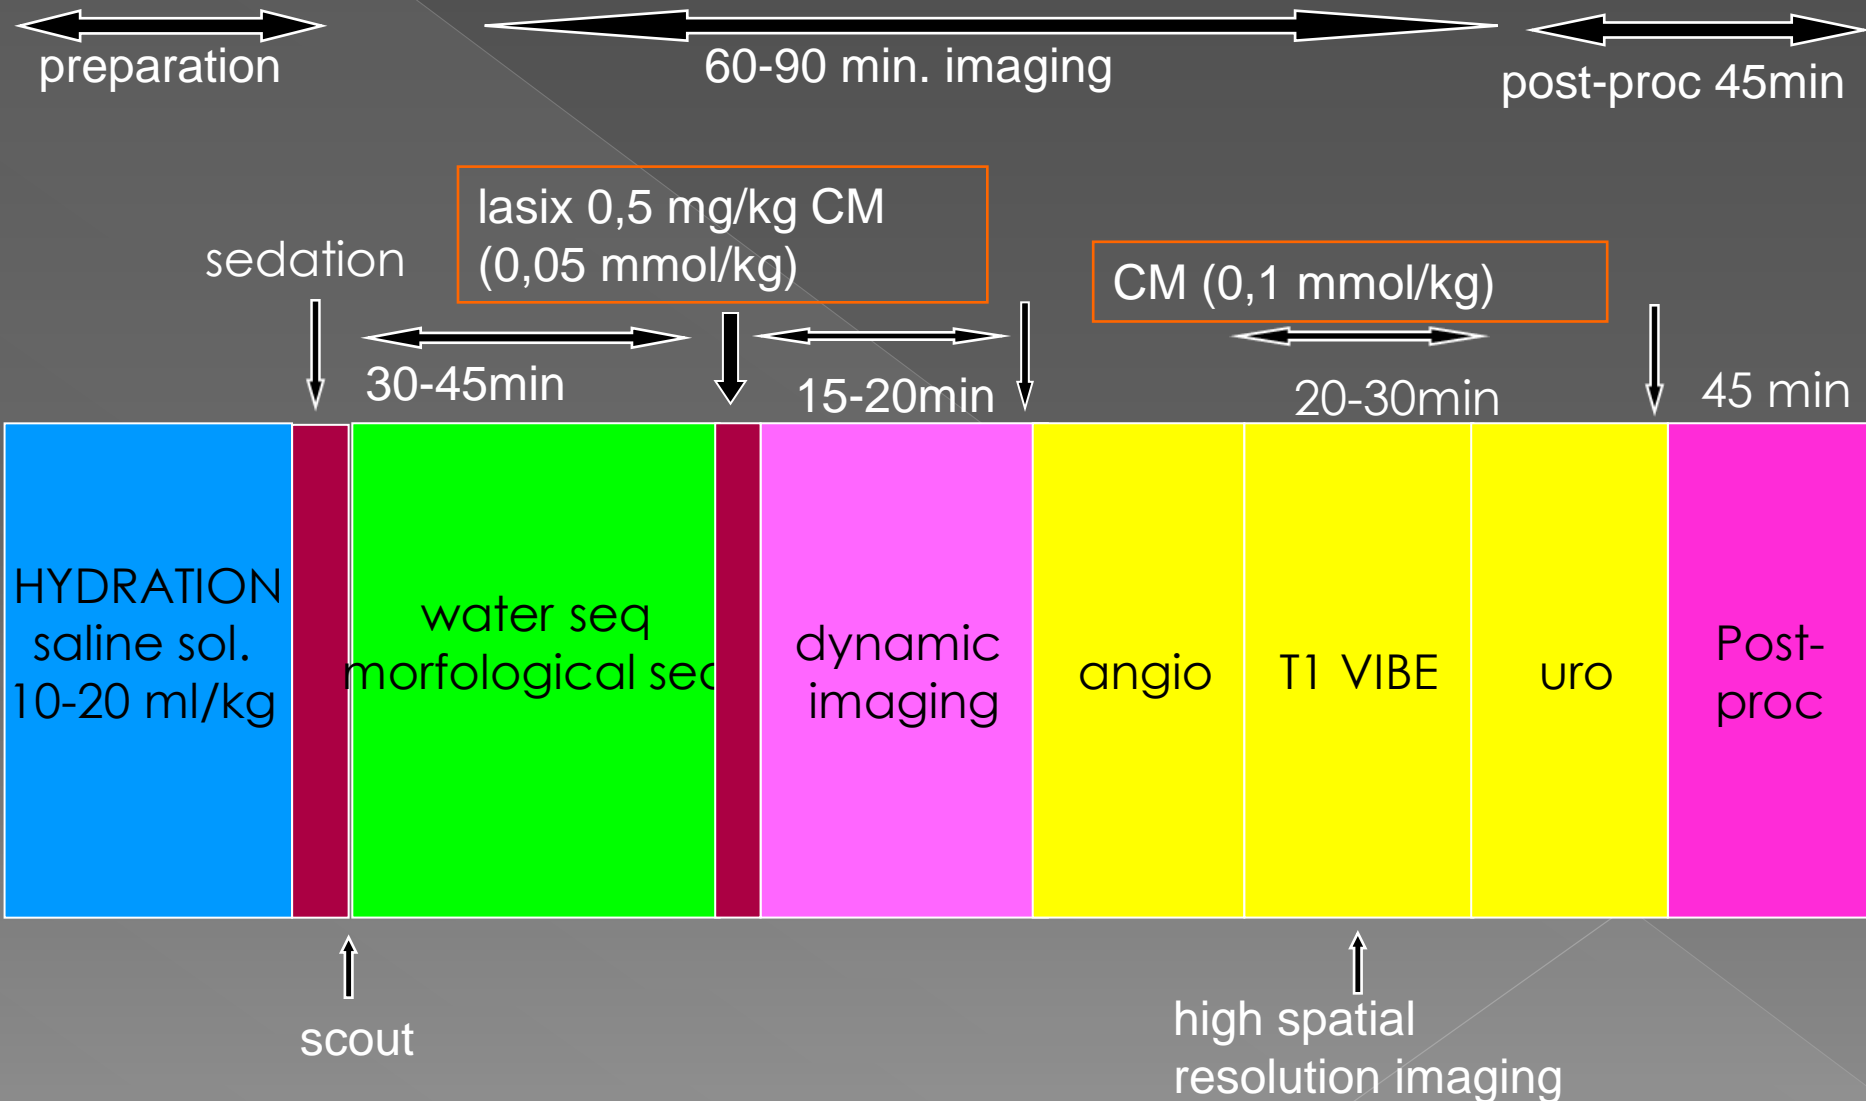 preparation
60-90 min. imaging
post-proc 45min
lasix 0,5 mg/kg CM
(0,05 mmol/kg)
sedation
CM (0,1 mmol/kg)
30-45min
15-20min
20-30min
45 min
HYDRATION
saline sol.
10-20 ml/kg
water seq
morfological seq
dynamic
imaging
angio
T1 VIBE
uro
Post-
proc
scout
high spatial
resolution imaging